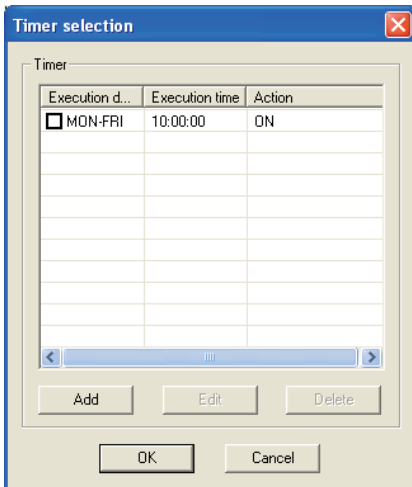 Timer selection
Timer
Execution d... Execution time Action
MON-FRI 10:00:00 ON
Add Edit Delete
OK Cancel